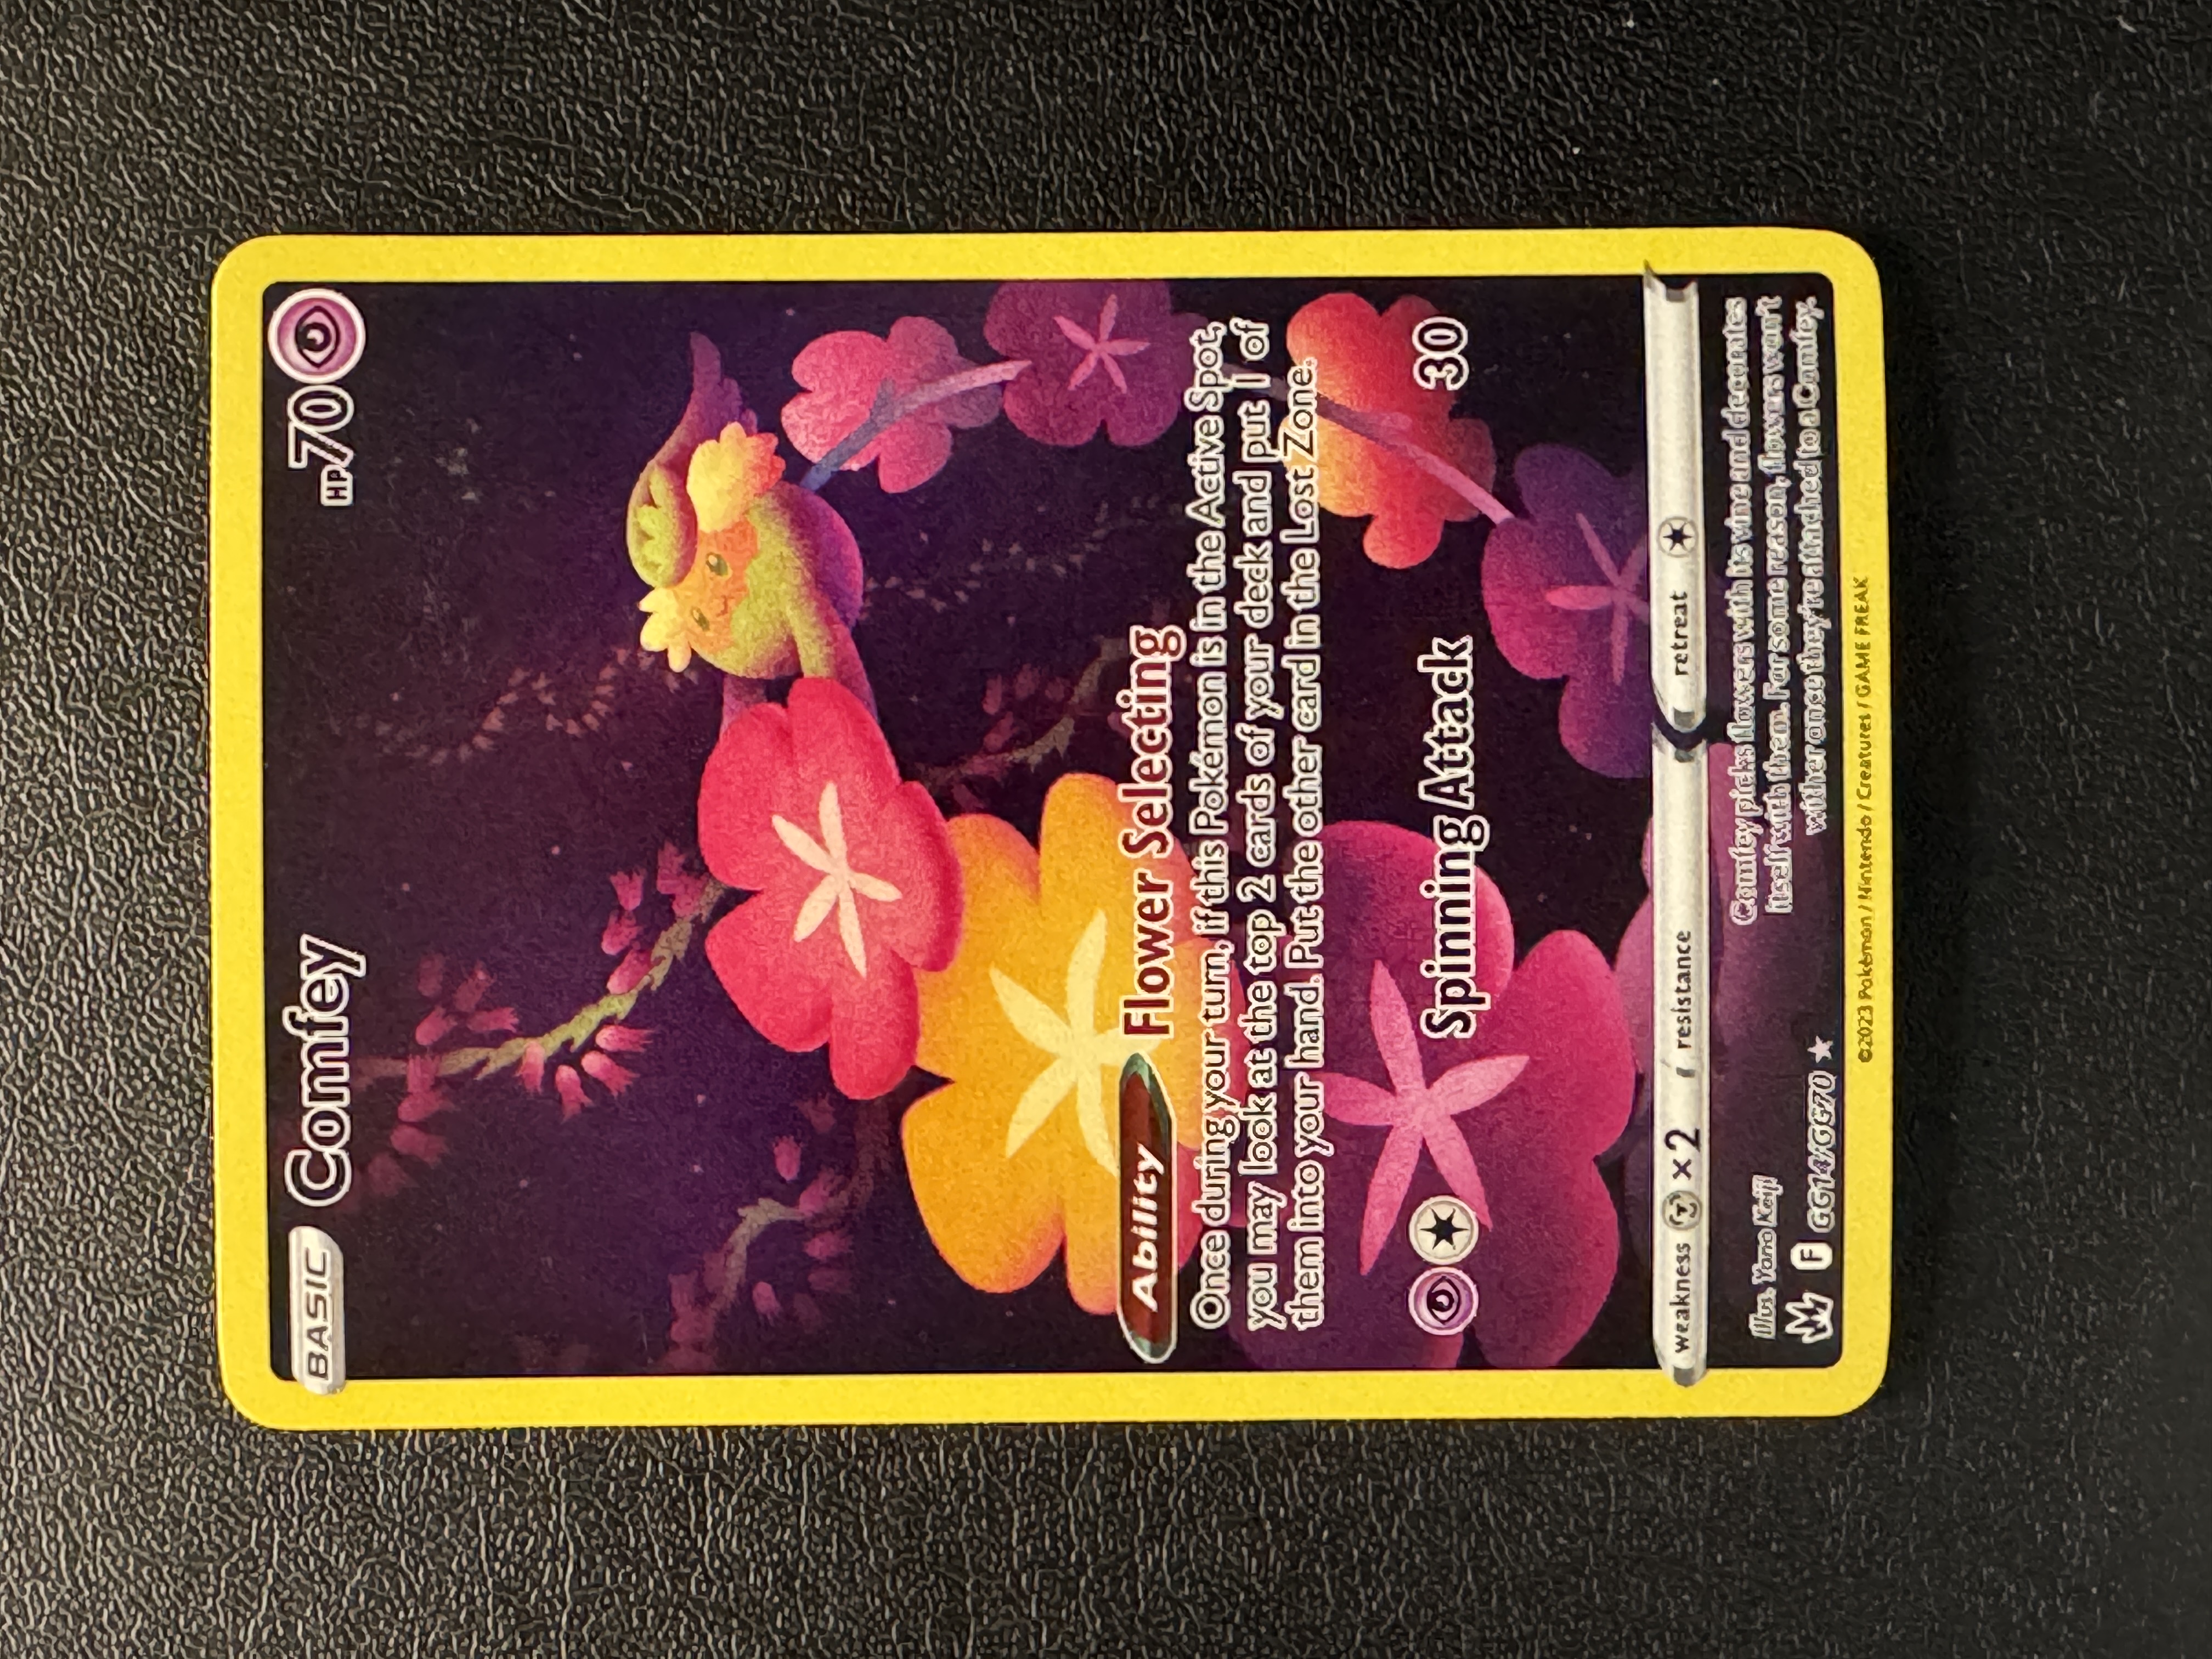 BASIC
Comfey
HP 70
Ability
Flower Selecting
Once during your turn, if this Pokémon is in the Active Spot,
you may look at the top 2 cards of your deck and put 1 of
them into your hand. Put the other card in the Lost Zone.
Spinning Attack
30
weakness ×2
resistance
retreat
Illus. Yano Keiji
Comfey picks flowers with its vine and decorates
itself with them. For some reason, flowers won't
wither once they're attached to a Comfey.
F GG14/GG70 ★
©2023 Pokémon / Nintendo / Creatures / GAME FREAK